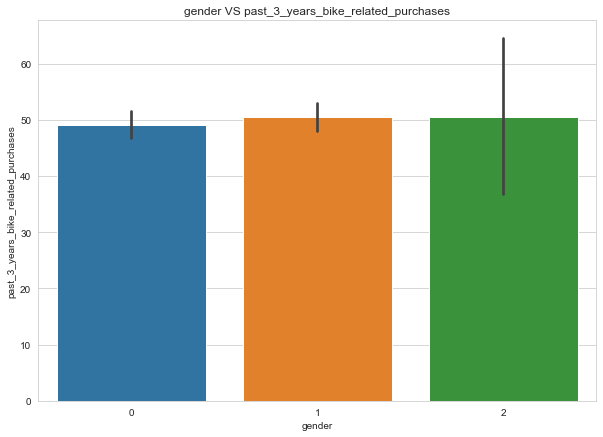 gender VS past_3_years_bike_related_purchases
past_3_years_bike_related_purchases
60
50
40
30
20
10
0
0 1 2
gender